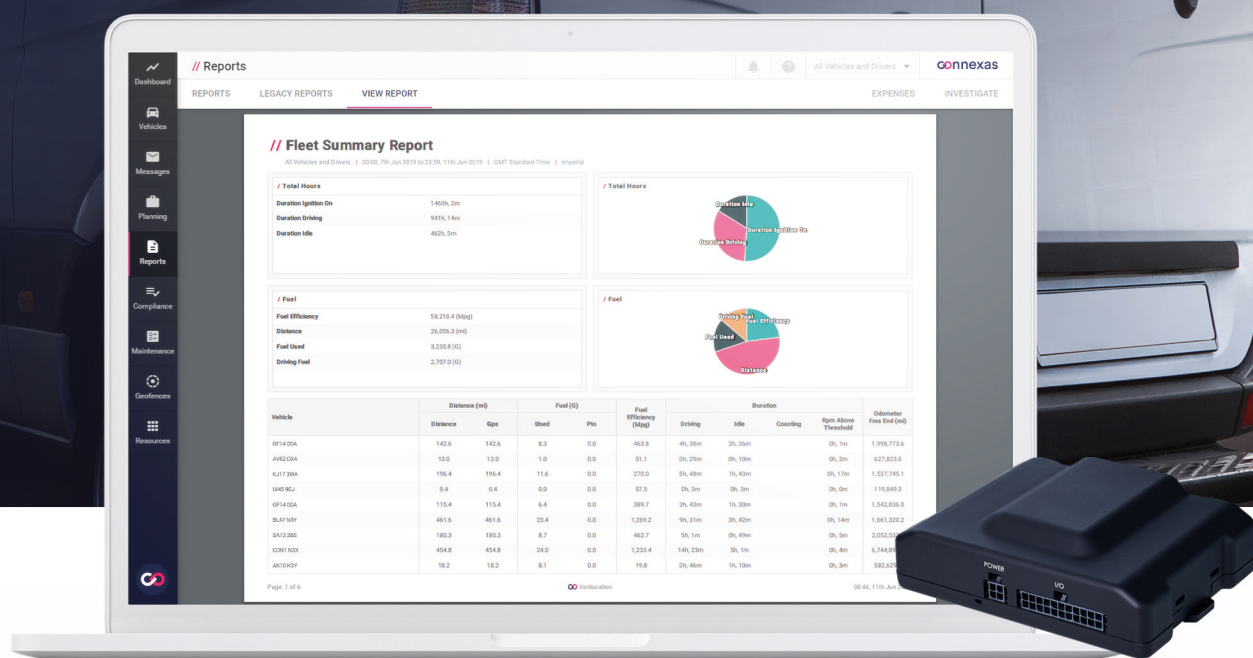 // Reports
All Vehicles and Drivers
connexas
REPORTS LEGACY REPORTS VIEW REPORT EXPENSES INVESTIGATE
Dashboard
Vehicles
Messages
Planning
Reports
Compliance
Maintenance
Geofences
Resources
// Fleet Summary Report
All Vehicles and Drivers | 00:00, 7th Jun 2019 to 23:59, 11th Jun 2019 | GMT Standard Time | Imperial
/ Total Hours
Duration Ignition On 1460h, 2m
Duration Driving 941h, 14m
Duration Idle 462h, 3m
/ Total Hours
Duration Idle
Duration Ignition On
Duration Driving
/ Fuel
Fuel Efficiency 58,218.4 (Mpg)
Distance 26,056.3 (mi)
Fuel Used 3,235.8 (G)
Driving Fuel 2,707.0 (G)
/ Fuel
Driving Fuel
Fuel Efficiency
Fuel Used
Distance
Vehicle Distance (mi) Fuel (G) Fuel Efficiency (Mpg) Duration Odometer Frea End (mi)
Distance Gps Used Pto Driving Idle Coasting Rpm Above Threshold
GF14 00A 142.6 142.6 8.3 0.0 463.8 4h, 38m 2h, 36m 0h, 1m 1,998,773.6
AV62 DXA 13.0 13.0 1.0 0.0 51.1 0h, 29m 0h, 10m 0h, 2m 627,823.6
KJ17 3WA 196.4 196.4 11.6 0.0 270.0 5h, 48m 1h, 43m 0h, 17m 1,537,745.1
UI45 9CJ 0.4 0.4 0.0 0.0 57.5 0h, 3m 0h, 3m 0h, 0m 119,849.3
GF14 00A 115.4 115.4 6.4 0.0 389.7 3h, 43m 1h, 30m 0h, 1m 1,542,036.0
BL47 N3Y 461.6 461.6 23.4 0.0 1,269.2 9h, 31m 3h, 42m 0h, 14m 1,661,320.2
SA13 28S 180.3 180.3 8.7 0.0 462.7 5h, 1m 0h, 49m 0h, 5m
CON1 N3X 454.8 454.8 24.0 0.0 1,233.4 14h, 23m 5h, 1m 0h, 4m
AK10 KSY 18.2 18.2 8.1 0.0 19.8 0h, 46m 1h, 10m 0h, 3m
Page: 1 of 6 Verilocation 08:46, 11th Jun
POWER
I/O